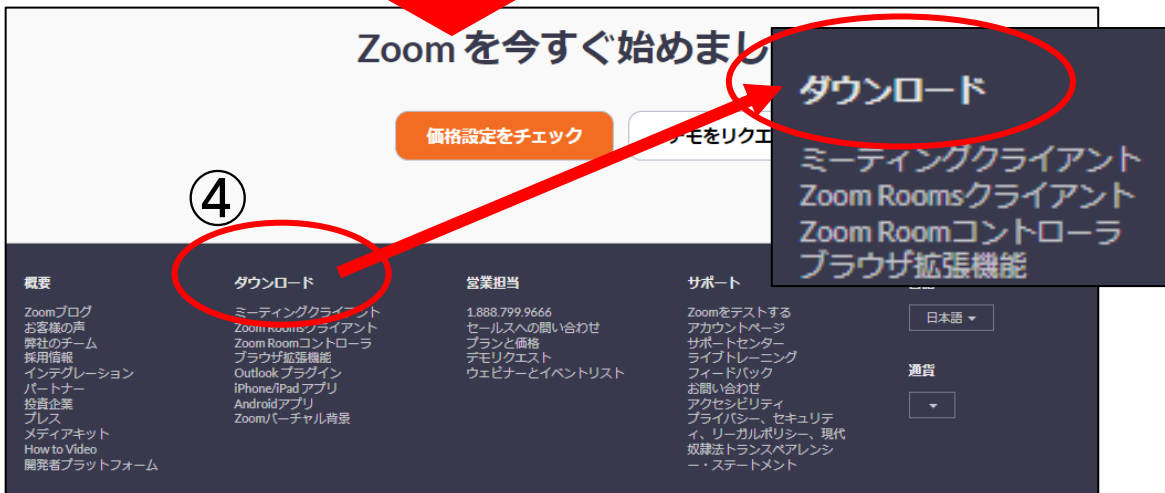 Zoom を今すぐ始めまし
価格設定をチェック
モをリクエ
ダウンロード
ミーティングクライアント
Zoom Roomsクライアント
Zoom Roomコントローラ
ブラウザ拡張機能
④
概要
Zoomブログ
お客様の声
弊社のチーム
採用情報
インテグレーション
パートナー
投資企業
プレス
メディアキット
How to Video
開発者プラットフォーム
ダウンロード
ミーティングクライアント
Zoom Roomsクライアント
Zoom Roomコントローラ
ブラウザ拡張機能
Outlook プラグイン
iPhone/iPad アプリ
Androidアプリ
Zoomバーチャル背景
営業担当
1.888.799.9666
セールスへの問い合わせ
プランと価格
デモリクエスト
ウェビナーとイベントリスト
サポート
Zoomをテストする
アカウントページ
サポートセンター
ライブトレーニング
フィードバック
お問い合わせ
アクセシビリティ
プライバシー、セキュリテ
ィ、リーガルポリシー、現代
奴隷法トランスペアレンシ
ー・ステートメント
日本語
通貨